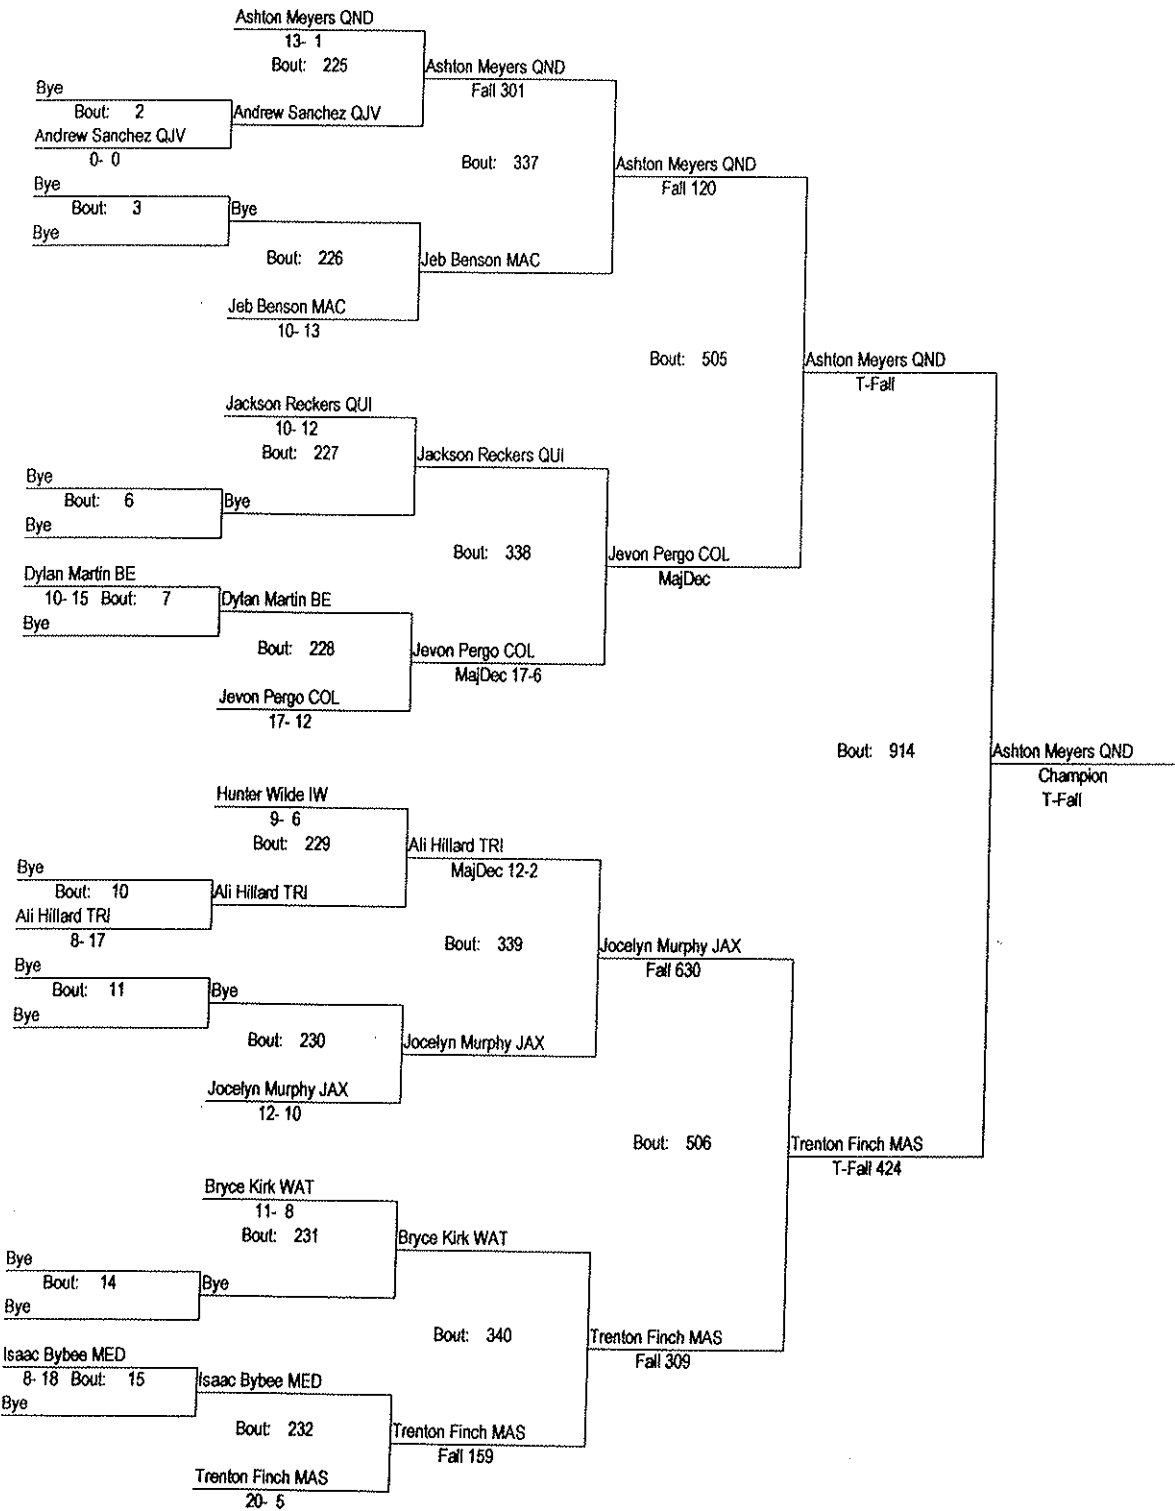 Ashton Meyers QND
13- 1
Bout: 225
Ashton Meyers QND
Fall 301
Bye
Bout: 2
Andrew Sanchez QJV
Andrew Sanchez QJV
0- 0
Bout: 337
Ashton Meyers QND
Fall 120
Bye
Bout: 3
Bye
Bye
Bout: 226
Jeb Benson MAC
Jeb Benson MAC
10- 13
Bout: 505
Ashton Meyers QND
T-Fall
Jackson Reckers QUI
10- 12
Bout: 227
Jackson Reckers QUI
Bye
Bout: 6
Bye
Bye
Bout: 338
Jevon Pergo COL
MajDec
Dylan Martin BE
10- 15 Bout: 7
Dylan Martin BE
Bye
Bout: 228
Jevon Pergo COL
MajDec 17-6
Jevon Pergo COL
17- 12
Bout: 914
Ashton Meyers QND
Champion
T-Fall
Hunter Wilde IW
9- 6
Bout: 229
Ali Hillard TRI
MajDec 12-2
Bye
Bout: 10
Ali Hillard TRI
Ali Hillard TRI
8- 17
Bout: 339
Jocelyn Murphy JAX
Fall 630
Bye
Bout: 11
Bye
Bye
Bout: 230
Jocelyn Murphy JAX
Jocelyn Murphy JAX
12- 10
Bout: 506
Trenton Finch MAS
T-Fall 424
Bryce Kirk WAT
11- 8
Bout: 231
Bryce Kirk WAT
Bye
Bout: 14
Bye
Bye
Bout: 340
Trenton Finch MAS
Fall 309
Isaac Bybee MED
8- 18 Bout: 15
Isaac Bybee MED
Bye
Bout: 232
Trenton Finch MAS
Fall 159
Trenton Finch MAS
20- 5